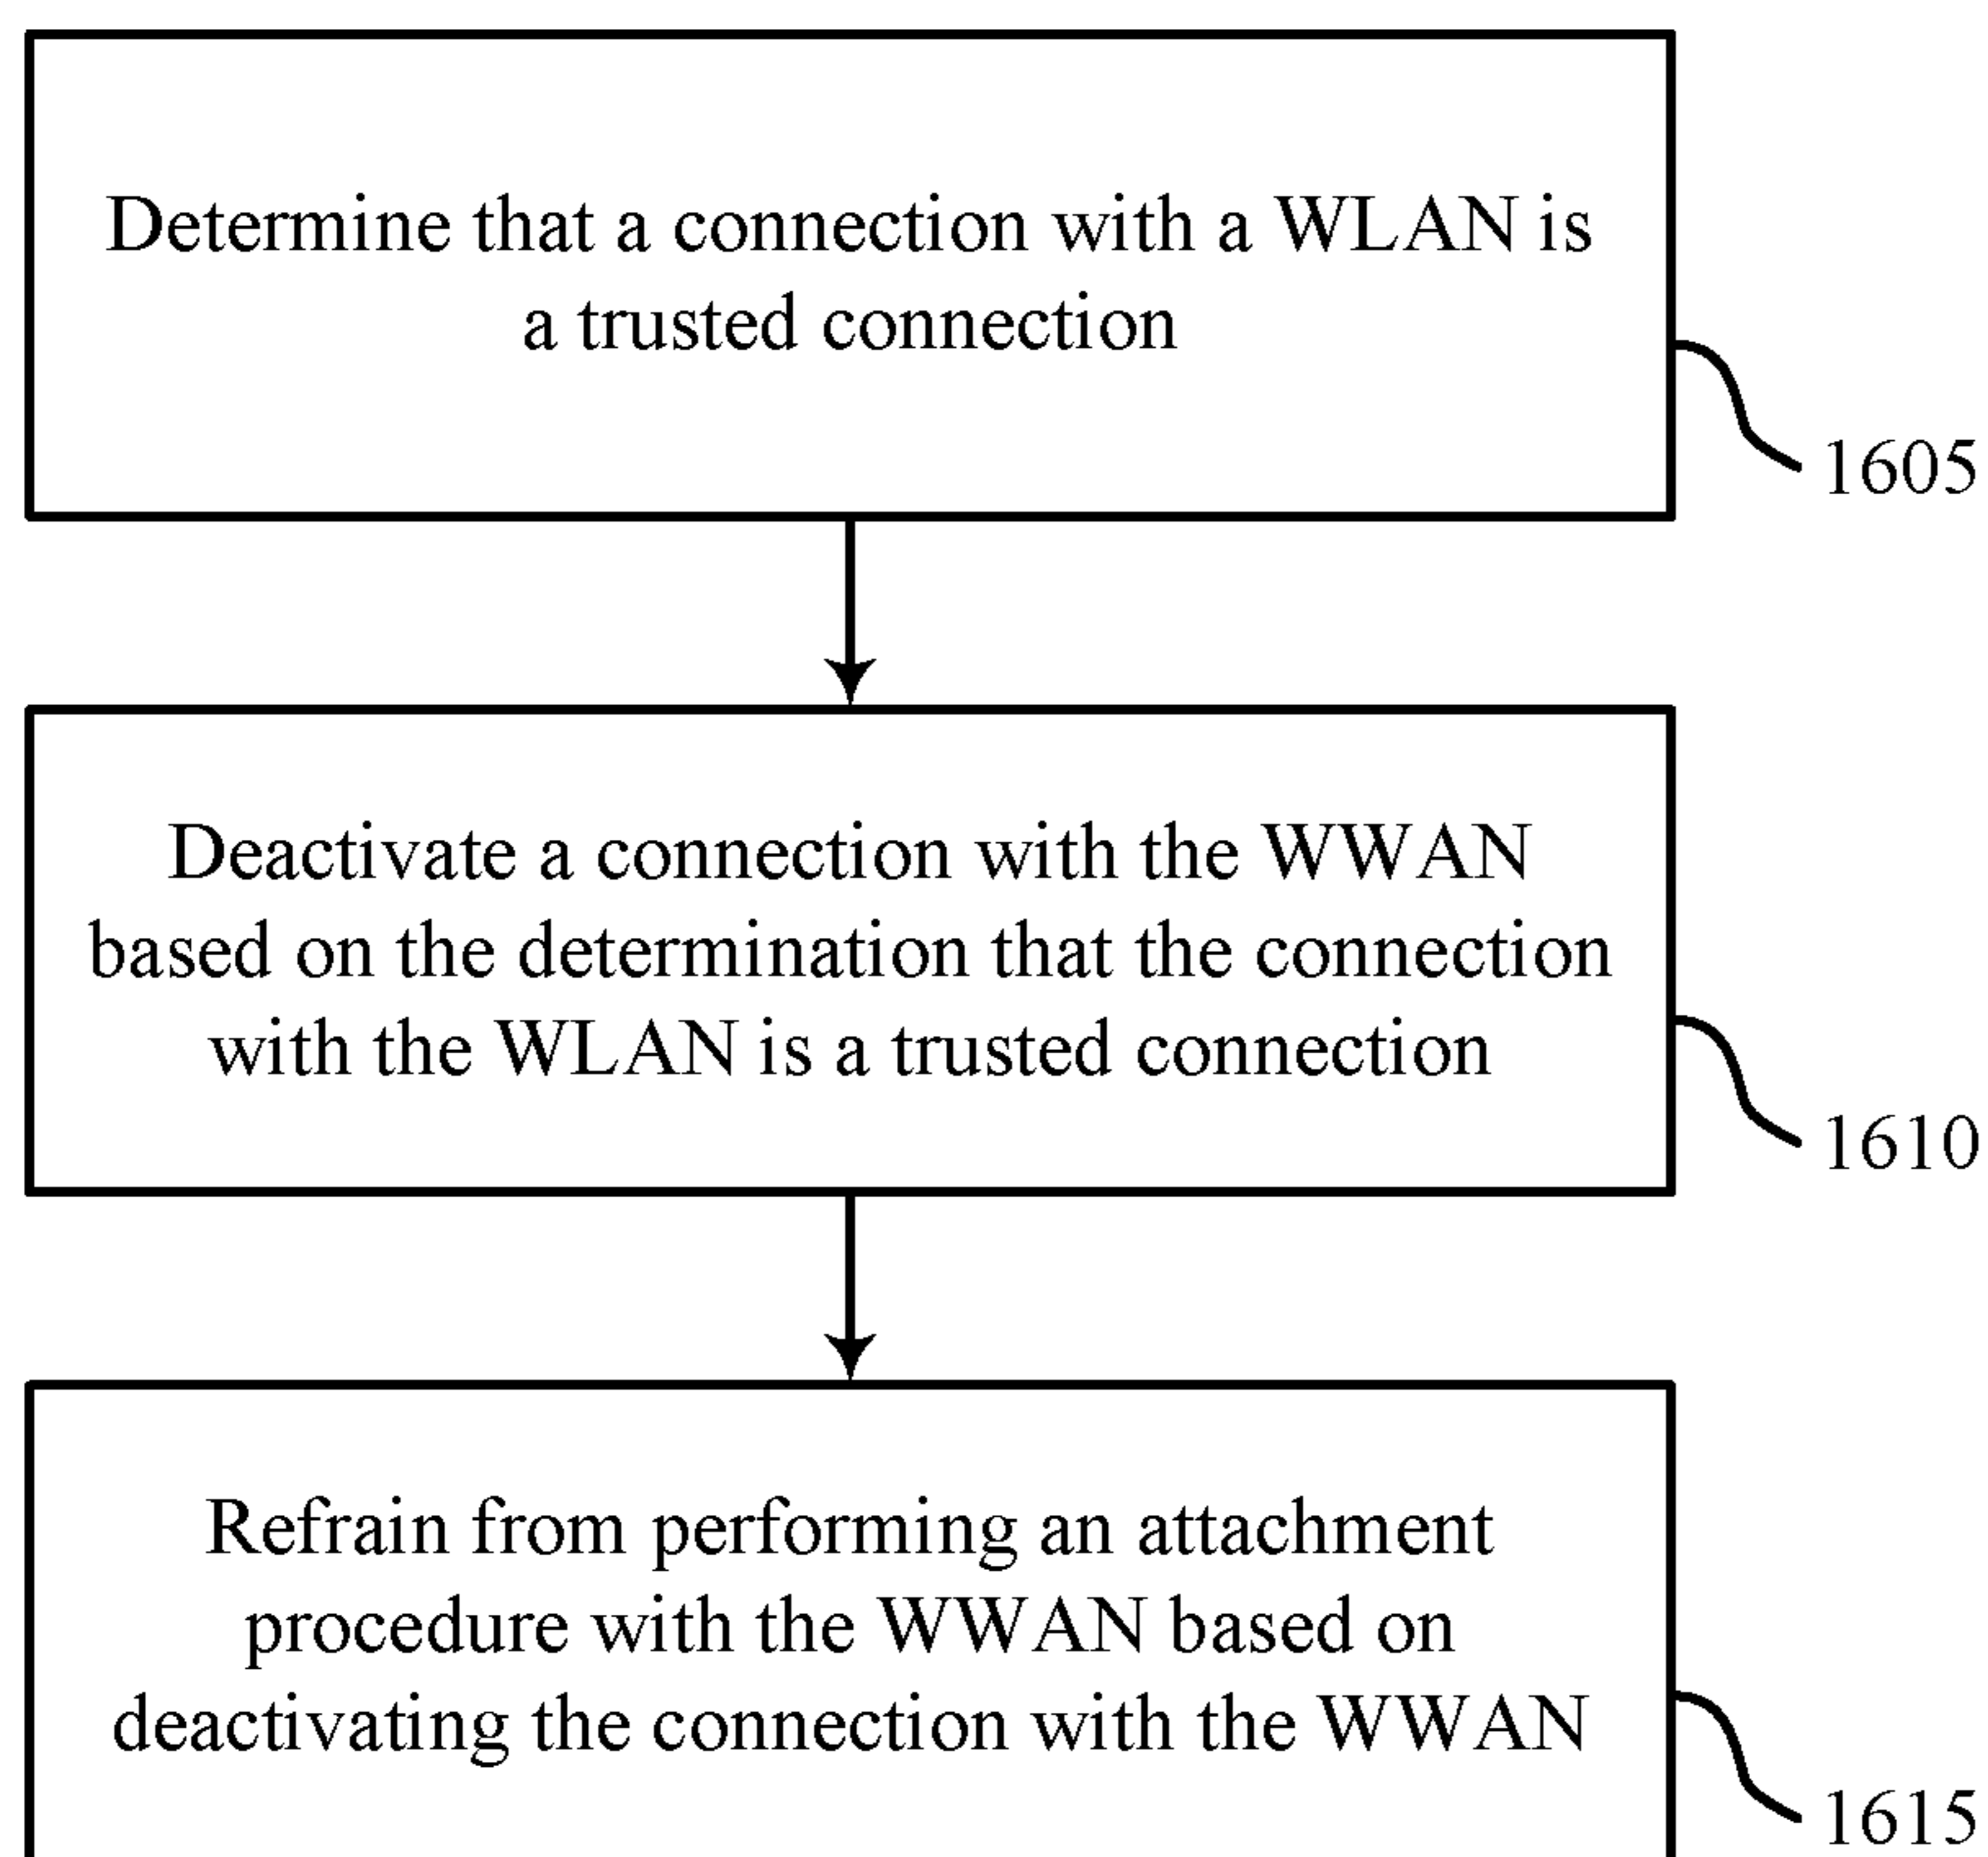 Determine that a connection with a WLAN is
a trusted connection
1605
Deactivate a connection with the WWAN
based on the determination that the connection
with the WLAN is a trusted connection
1610
Refrain from performing an attachment
procedure with the WWAN based on
deactivating the connection with the WWAN
1615